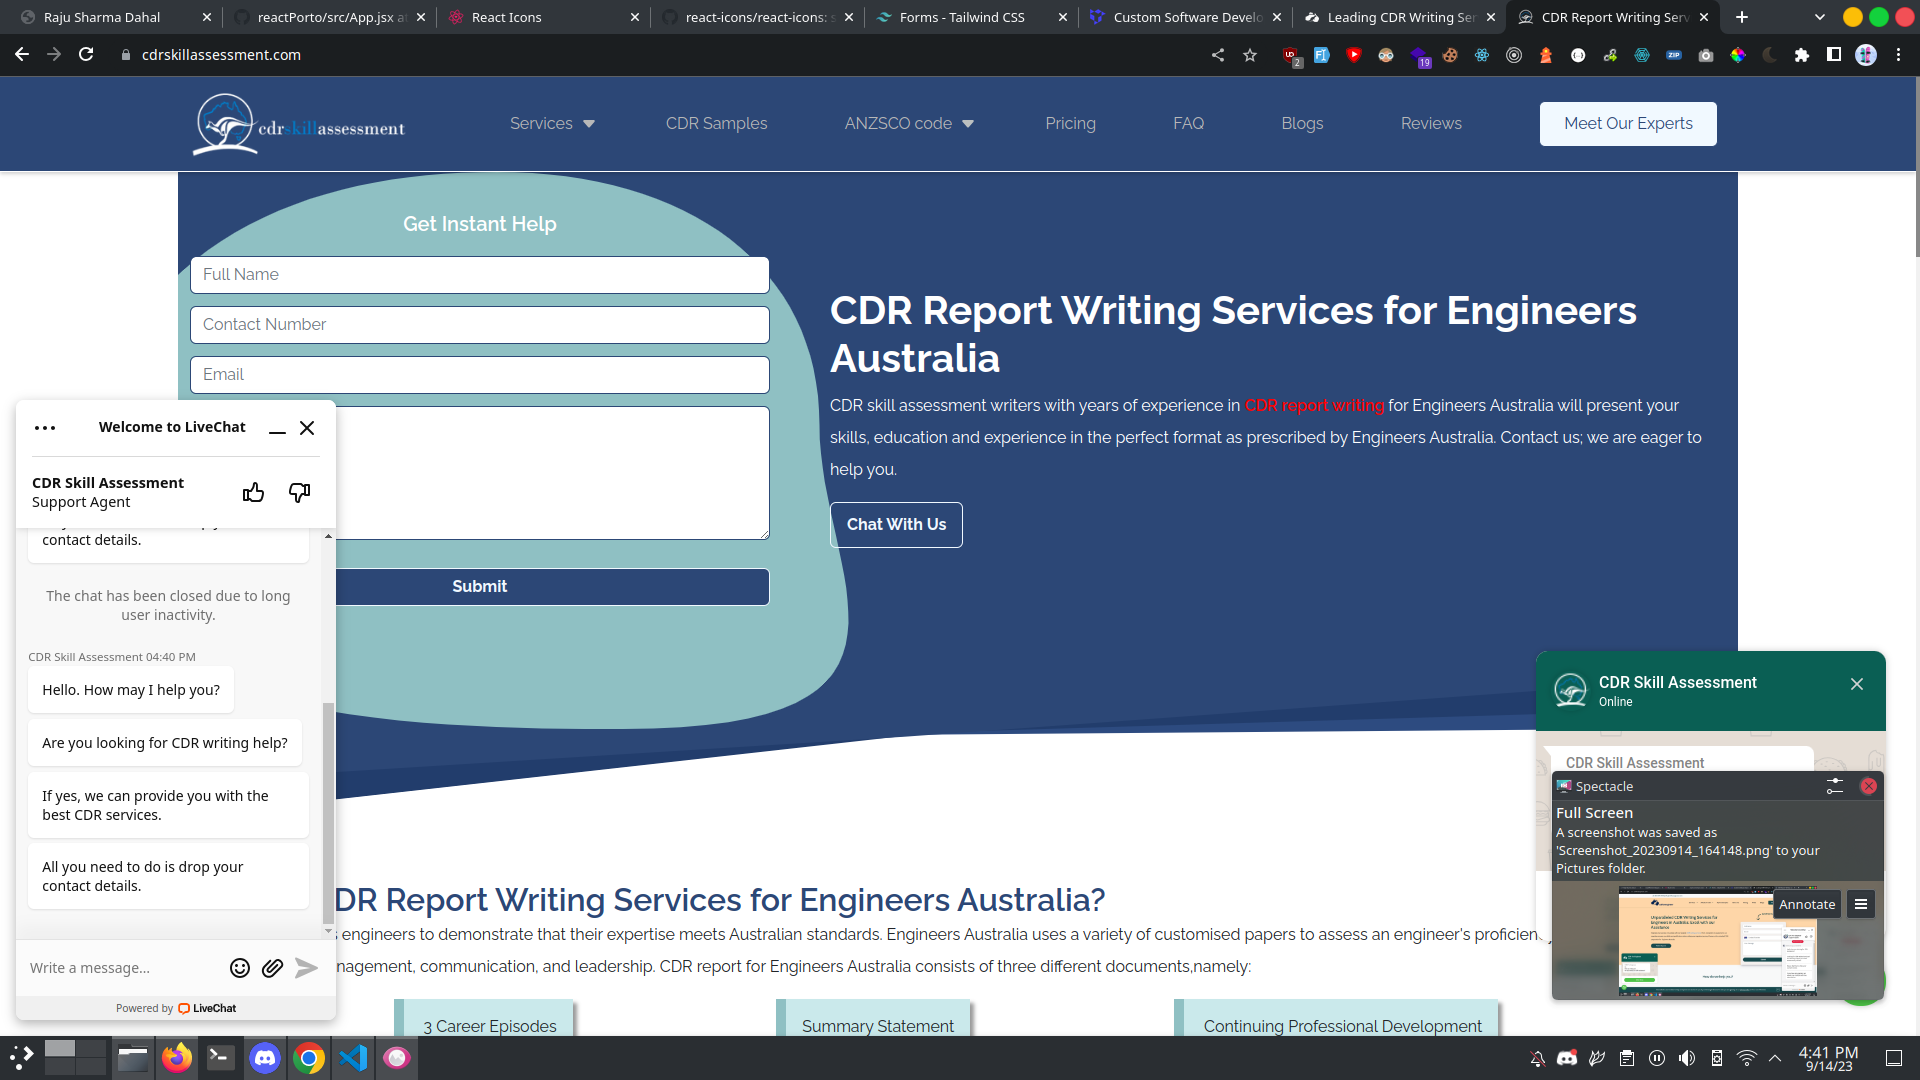 Raju Sharma Dahal
reactPorto/src/App.jsx at
React Icons
react-icons/react-icons: s
Forms - Tailwind CSS
Custom Software Develo
Leading CDR Writing Ser
CDR Report Writing Serv
cdrskillassessment.com
2
19
ZIP
cdrskillassessment
Services
CDR Samples
ANZSCO code
Pricing
FAQ
Blogs
Reviews
Meet Our Experts
Get Instant Help
Full Name
Contact Number
Email
Submit
CDR Report Writing Services for Engineers
Australia
CDR skill assessment writers with years of experience in CDR report writing for Engineers Australia will present your
skills, education and experience in the perfect format as prescribed by Engineers Australia. Contact us; we are eager to
help you.
Chat With Us
Welcome to LiveChat
CDR Skill Assessment
Support Agent
contact details.
The chat has been closed due to long
user inactivity.
CDR Skill Assessment 04:40 PM
Hello. How may I help you?
Are you looking for CDR writing help?
If yes, we can provide you with the
best CDR services.
All you need to do is drop your
contact details.
Write a message...
Powered by LiveChat
DR Report Writing Services for Engineers Australia?
s engineers to demonstrate that their expertise meets Australian standards. Engineers Australia uses a variety of customised papers to assess an engineer's proficien
nagement, communication, and leadership. CDR report for Engineers Australia consists of three different documents,namely:
3 Career Episodes
Summary Statement
Continuing Professional Development
CDR Skill Assessment
Online
CDR Skill Assessment
Spectacle
Full Screen
A screenshot was saved as
'Screenshot_20230914_164148.png' to your
Pictures folder.
Annotate
4:41 PM
9/14/23